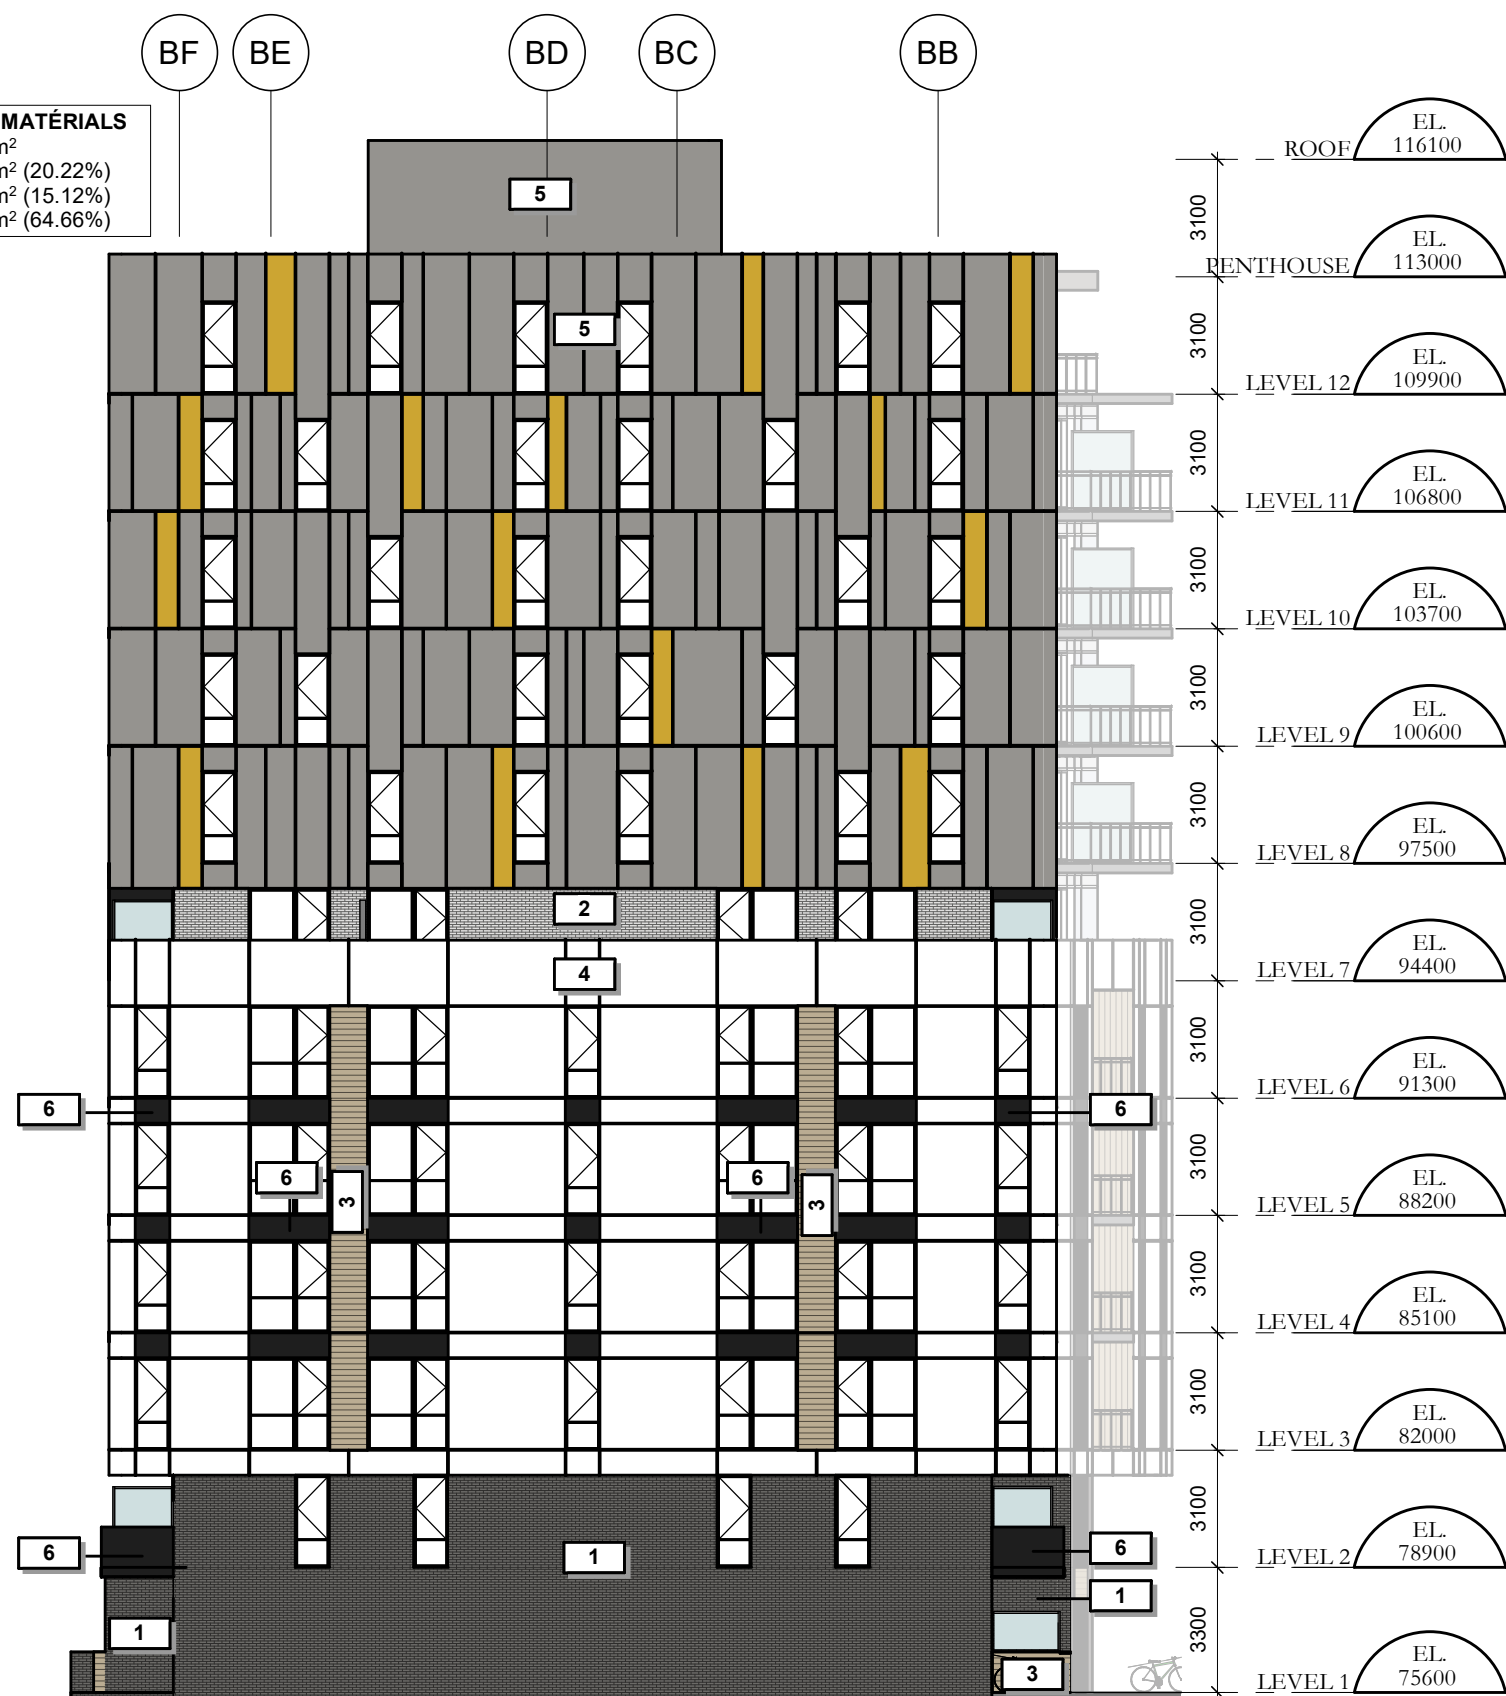 BF BE BD BC BB
MATÉRIALS
m²
m² (20.22%)
m² (15.12%)
m² (64.66%)
ROOF EL. 116100
3100
PENTHOUSE EL. 113000
3100
LEVEL 12 EL. 109900
3100
LEVEL 11 EL. 106800
3100
LEVEL 10 EL. 103700
3100
LEVEL 9 EL. 100600
3100
LEVEL 8 EL. 97500
3100
LEVEL 7 EL. 94400
3100
LEVEL 6 EL. 91300
3100
LEVEL 5 EL. 88200
3100
LEVEL 4 EL. 85100
3100
LEVEL 3 EL. 82000
3100
LEVEL 2 EL. 78900
3300
LEVEL 1 EL. 75600
5
5
2
4
6 6
6 6
3 3
6 1 6
1
1
3